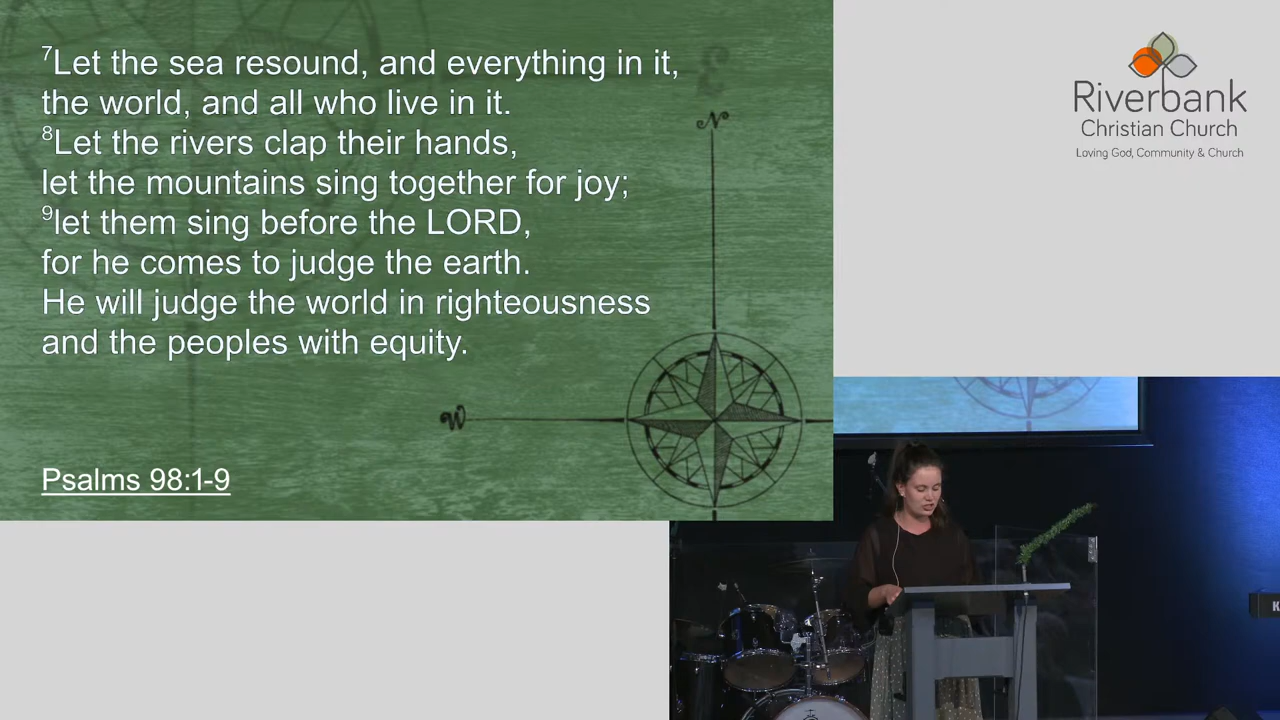 ⁷Let the sea resound, and everything in it,
the world, and all who live in it.
⁸Let the rivers clap their hands,
let the mountains sing together for joy;
⁹let them sing before the LORD,
for he comes to judge the earth.
He will judge the world in righteousness
and the peoples with equity.
N
W
Psalms 98:1-9
Riverbank
Christian Church
Loving God, Community & Church
K